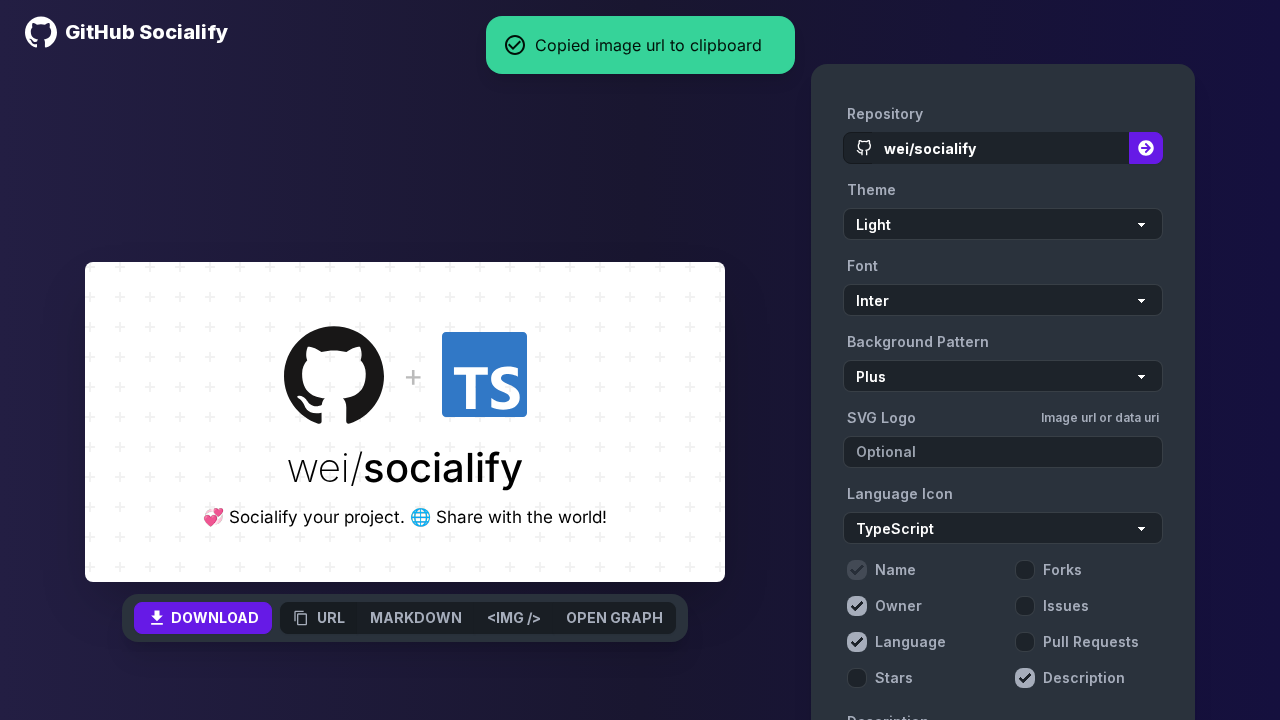 GitHub Socialify
Copied image url to clipboard
wei/socialify
💞 Socialify your project. 🌐 Share with the world!
DOWNLOAD
URL
MARKDOWN
<IMG />
OPEN GRAPH
Repository
wei/socialify
Theme
Light
Font
Inter
Background Pattern
Plus
SVG Logo
Image url or data uri
Optional
Language Icon
TypeScript
Name
Forks
Owner
Issues
Language
Pull Requests
Stars
Description
Description
+
TS